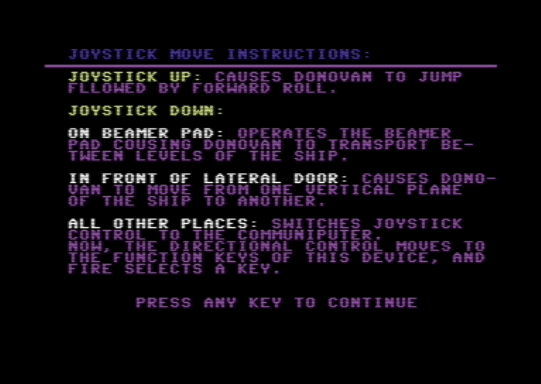 JOYSTICK MOVE INSTRUCTIONS:
JOYSTICK UP: CAUSES DONOVAN TO JUMP
FLLOWED BY FORWARD ROLL.
JOYSTICK DOWN:
ON BEAMER PAD: OPERATES THE BEAMER
PAD COUSING DONOVAN TO TRANSPORT BE-
TWEEN LEVELS OF THE SHIP.
IN FRONT OF LATERAL DOOR: CAUSES DONO-
VAN TO MOVE FROM ONE VERTICAL PLANE
OF THE SHIP TO ANOTHER.
ALL OTHER PLACES: SWITCHES JOYSTICK
CONTROL TO THE COMMUNIPUTER.
NOW, THE DIRECTIONAL CONTROL MOVES TO
THE FUNCTION KEYS OF THIS DEVICE, AND
FIRE SELECTS A KEY.
PRESS ANY KEY TO CONTINUE